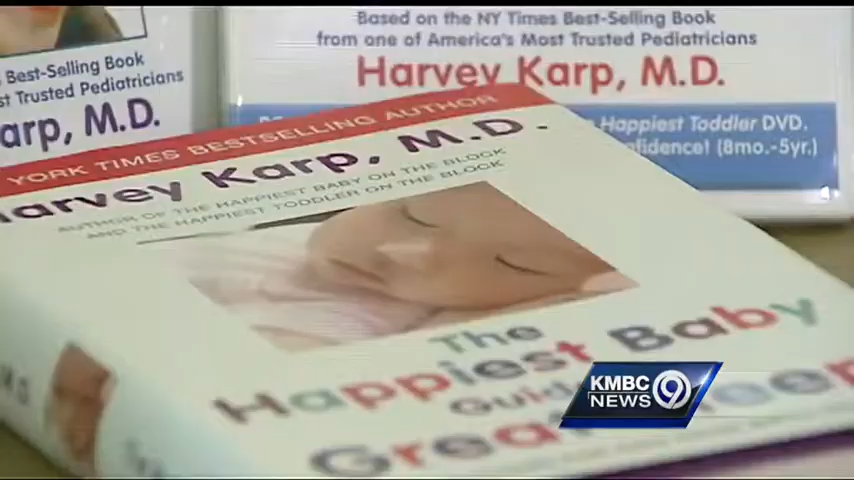 Best-Selling Book
st Trusted Pediatricians
arp, M.D.
Based on the NY Times Best-Selling Book
from one of America's Most Trusted Pediatricians
Harvey Karp, M.D.
Happiest Toddler DVD.
fidence! (8mo.-5yr.)
YORK TIMES BESTSELLING AUTHOR
Harvey Karp, M.D.
AUTHOR OF THE HAPPIEST BABY ON THE BLOCK
AND THE HAPPIEST TODDLER ON THE BLOCK
The
Happiest Baby
Guide
Great Sleep
KMBC 9
NEWS